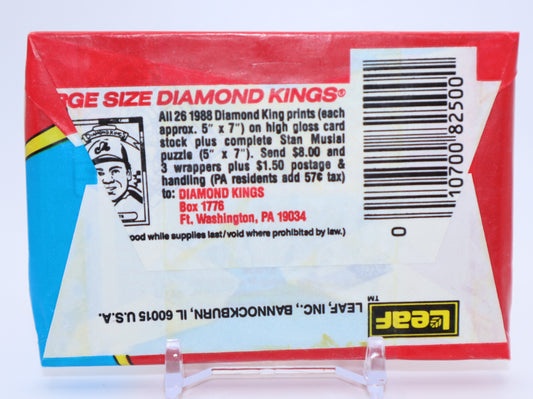 RGE SIZE DIAMOND KINGS®
All 26 1988 Diamond King prints (each
approx. 5" x 7") on high gloss card
stock plus complete Stan Musial
puzzle (5" x 7"). Send $8.00 and
3 wrappers plus $1.50 postage &
handling (PA residents add 57¢ tax)
to: DIAMOND KINGS
Box 1776
Ft. Washington, PA 19034
ood while supplies last/void where prohibited by law.)
0 10700 82500
Leaf ™
LEAF, INC., BANNOCKBURN, IL 60015 U.S.A.